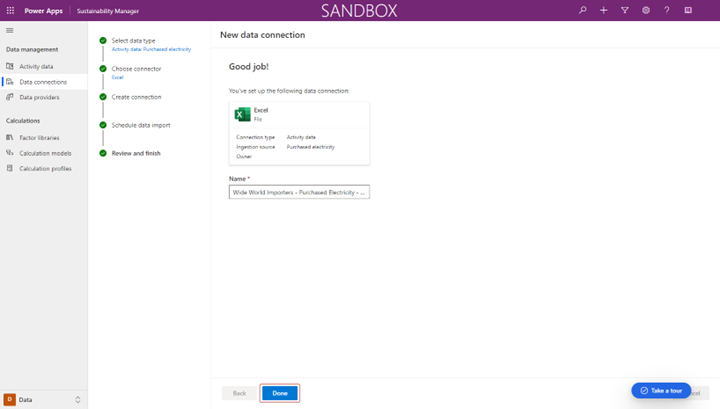 Power Apps
Sustainability Manager
SANDBOX
Data management
Activity data
Data connections
Data providers
Calculations
Factor libraries
Calculation models
Calculation profiles
D
Data
Select data type
Activity data: Purchased electricity
Choose connector
Excel
Create connection
Schedule data import
Review and finish
New data connection
Good job!
You've set up the following data connection:
Excel
File
Connection type Activity data
Ingestion source Purchased electricity
Owner
Name *
Wide World Importers - Purchased Electricity - ...
Back
Done
Take a tour